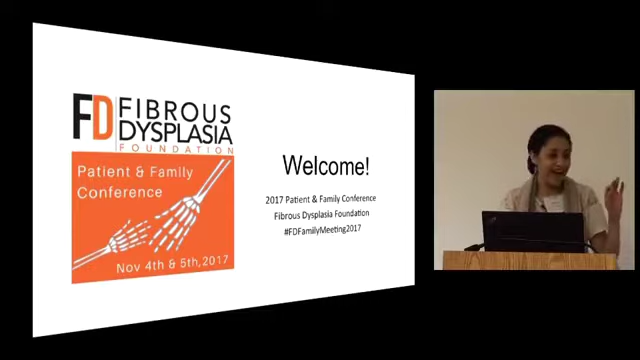 FD FIBROUS
DYSPLASIA
FOUNDATION
Patient & Family
Conference
Nov 4th & 5th, 2017
Welcome!
2017 Patient & Family Conference
Fibrous Dysplasia Foundation
#FDFamilyMeeting2017